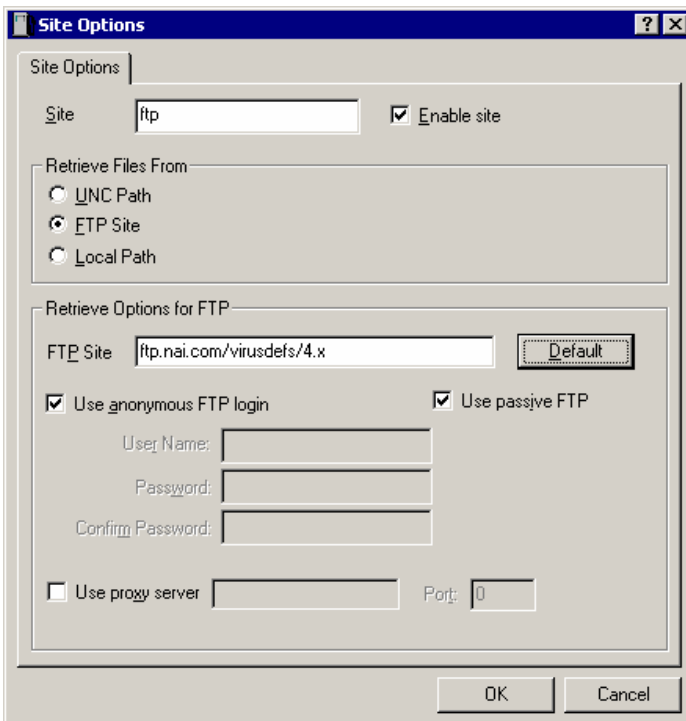 Site Options
Site Options
Site ftp Enable site
Retrieve Files From
UNC Path
FTP Site
Local Path
Retrieve Options for FTP
FTP Site ftp.nai.com/virusdefs/4.x Default
Use anonymous FTP login Use passive FTP
User Name:
Password:
Confirm Password:
Use proxy server Port: 0
OK Cancel